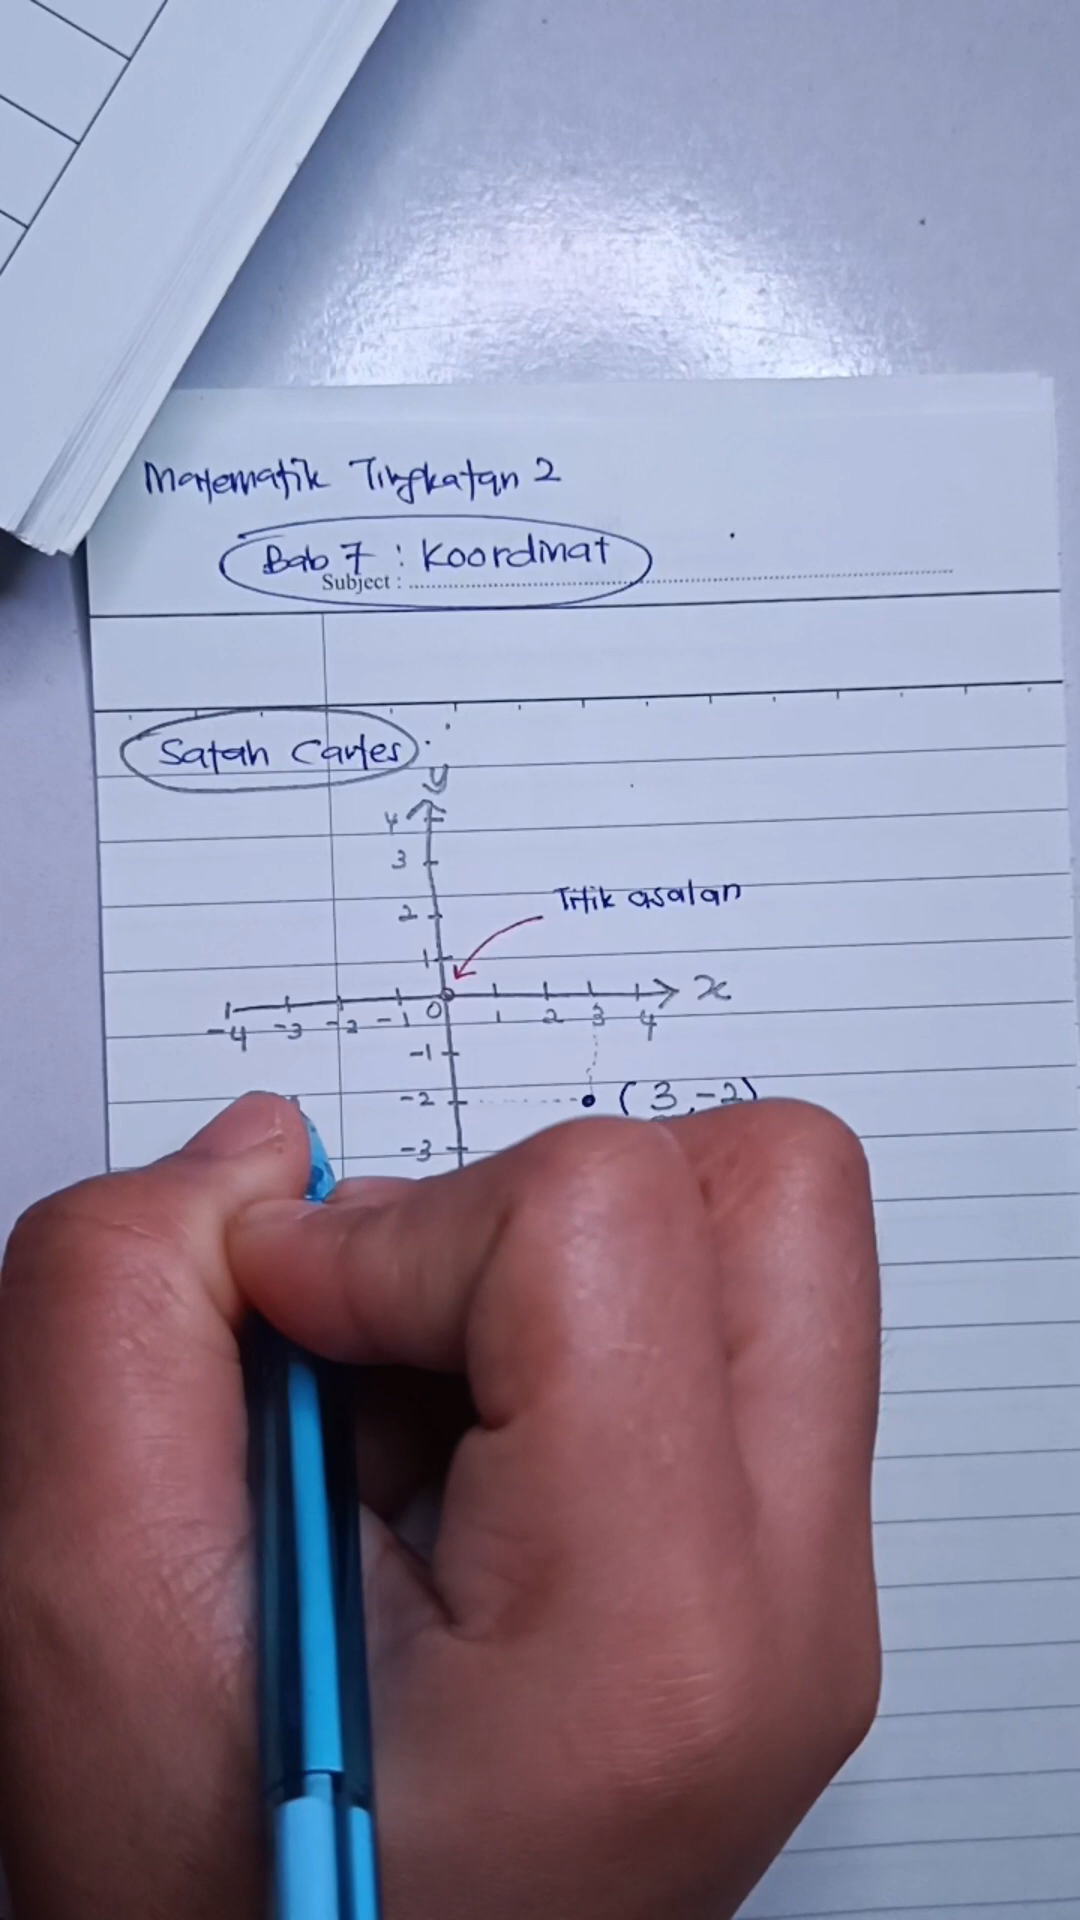 Matematik Tingkatan 2
Bab 7 : Koordinat
Subject :
Satah Cartes
y
4
3
2
Titik asalan
1
x
-4 -3 -2 -1 0 1 2 3 4
-1
-2 (3,-2)
-3